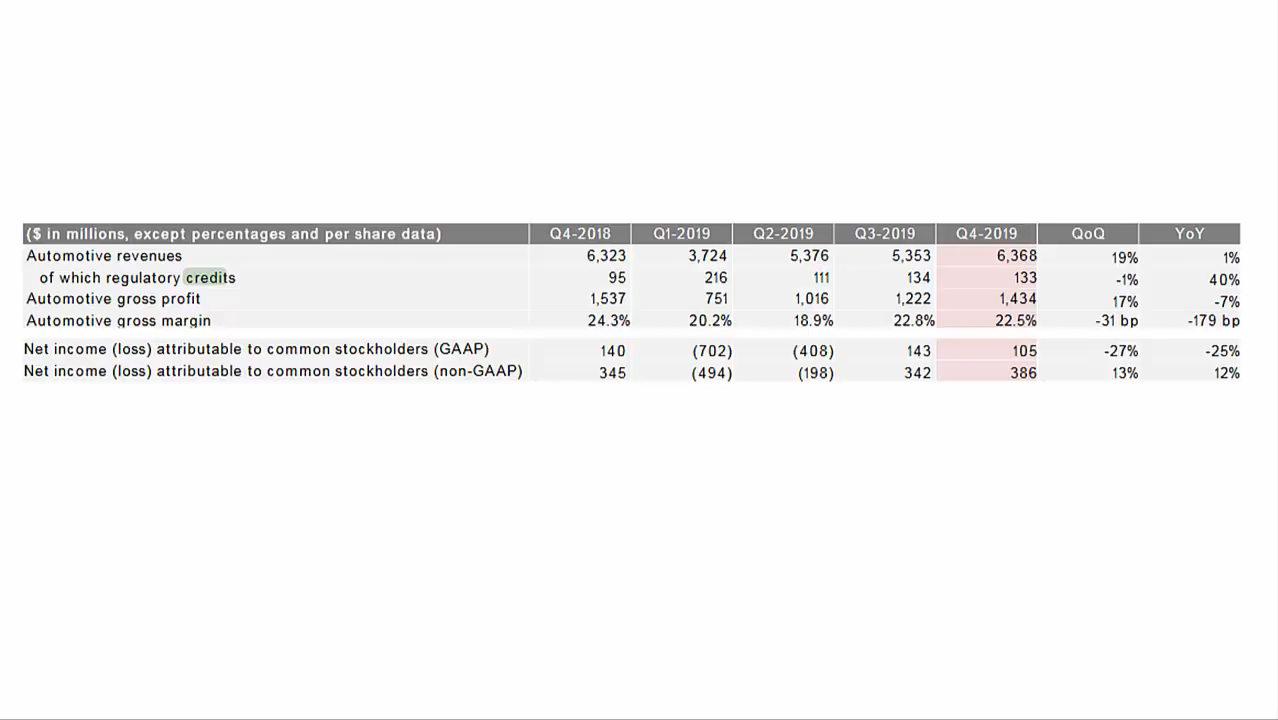 ($ in millions, except percentages and per share data) Q4-2018 Q1-2019 Q2-2019 Q3-2019 Q4-2019 QoQ YoY
Automotive revenues 6,323 3,724 5,376 5,353 6,368 19% 1%
of which regulatory credits 95 216 111 134 133 -1% 40%
Automotive gross profit 1,537 751 1,016 1,222 1,434 17% -7%
Automotive gross margin 24.3% 20.2% 18.9% 22.8% 22.5% -31 bp -179 bp
Net income (loss) attributable to common stockholders (GAAP) 140 (702) (408) 143 105 -27% -25%
Net income (loss) attributable to common stockholders (non-GAAP) 345 (494) (198) 342 386 13% 12%